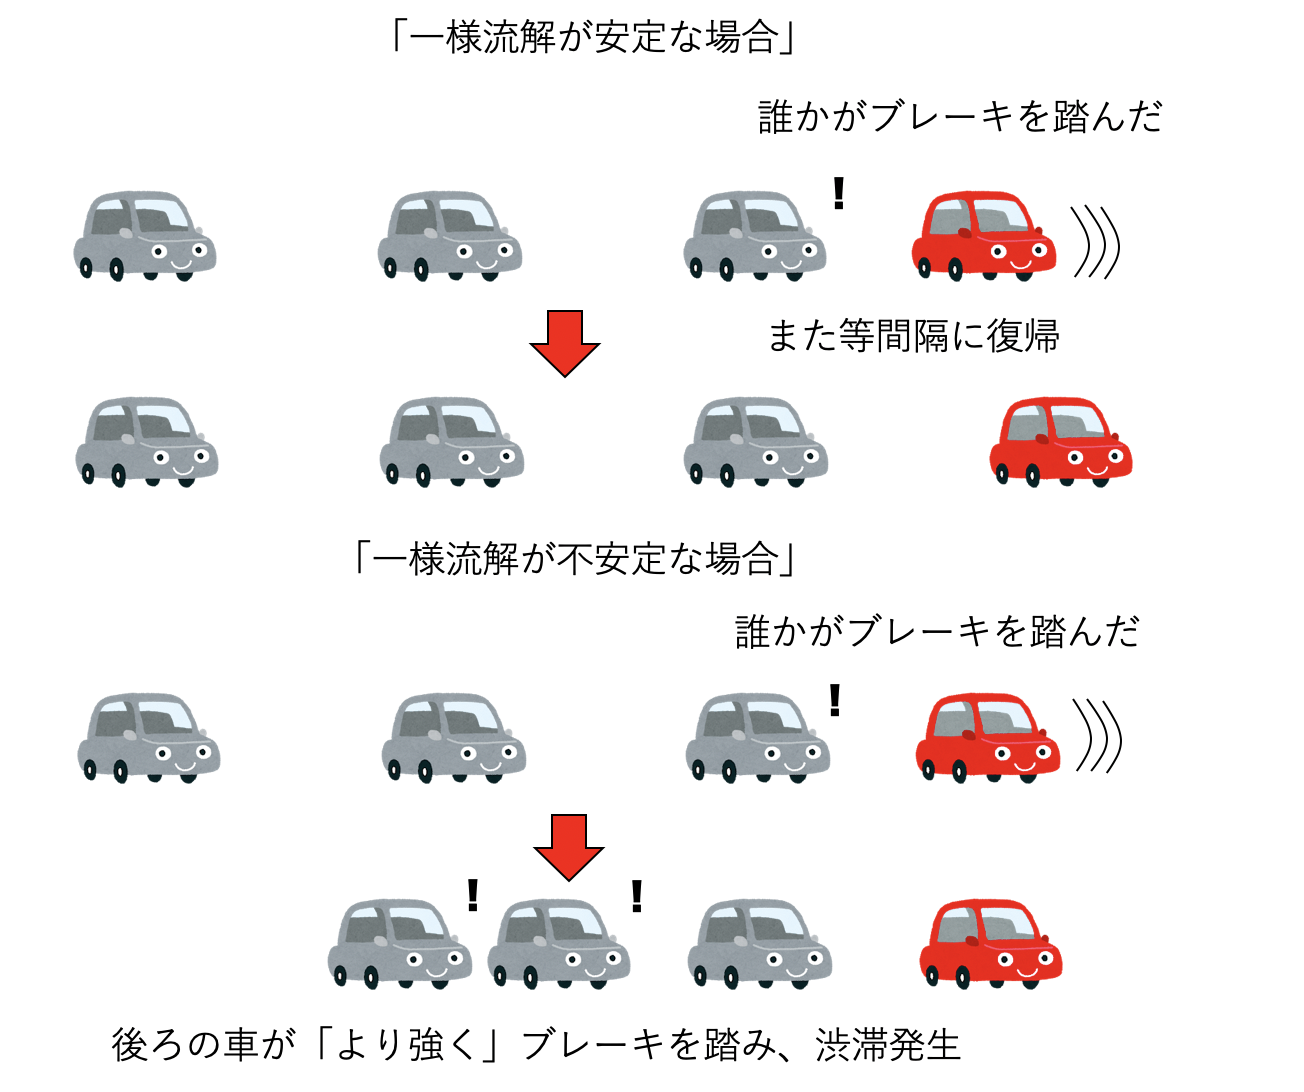 「一様流解が安定な場合」
誰かがブレーキを踏んだ
!
また等間隔に復帰
「一様流解が不安定な場合」
誰かがブレーキを踏んだ
!
! !
後ろの車が「より強く」ブレーキを踏み、渋滞発生